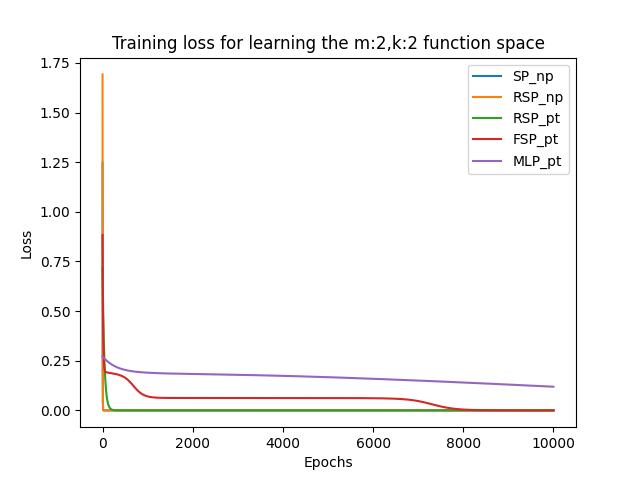 Training loss for learning the m:2,k:2 function space
1.75
1.50
1.25
1.00
0.75
0.50
0.25
0.00
Loss
SP_np
RSP_np
RSP_pt
FSP_pt
MLP_pt
0 2000 4000 6000 8000 10000
Epochs